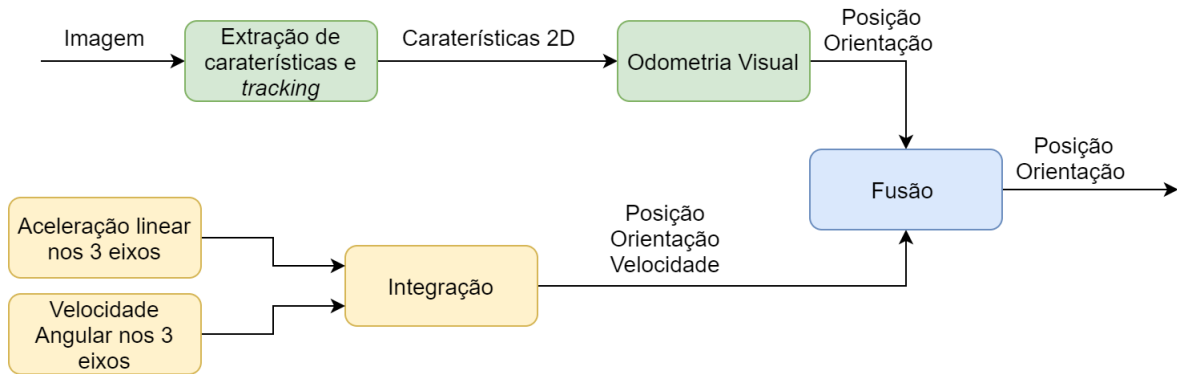 Imagem
Extração de
caraterísticas e
tracking
Caraterísticas 2D
Odometria Visual
Posição
Orientação
Fusão
Posição
Orientação
Aceleração linear
nos 3 eixos
Velocidade
Angular nos 3
eixos
Integração
Posição
Orientação
Velocidade